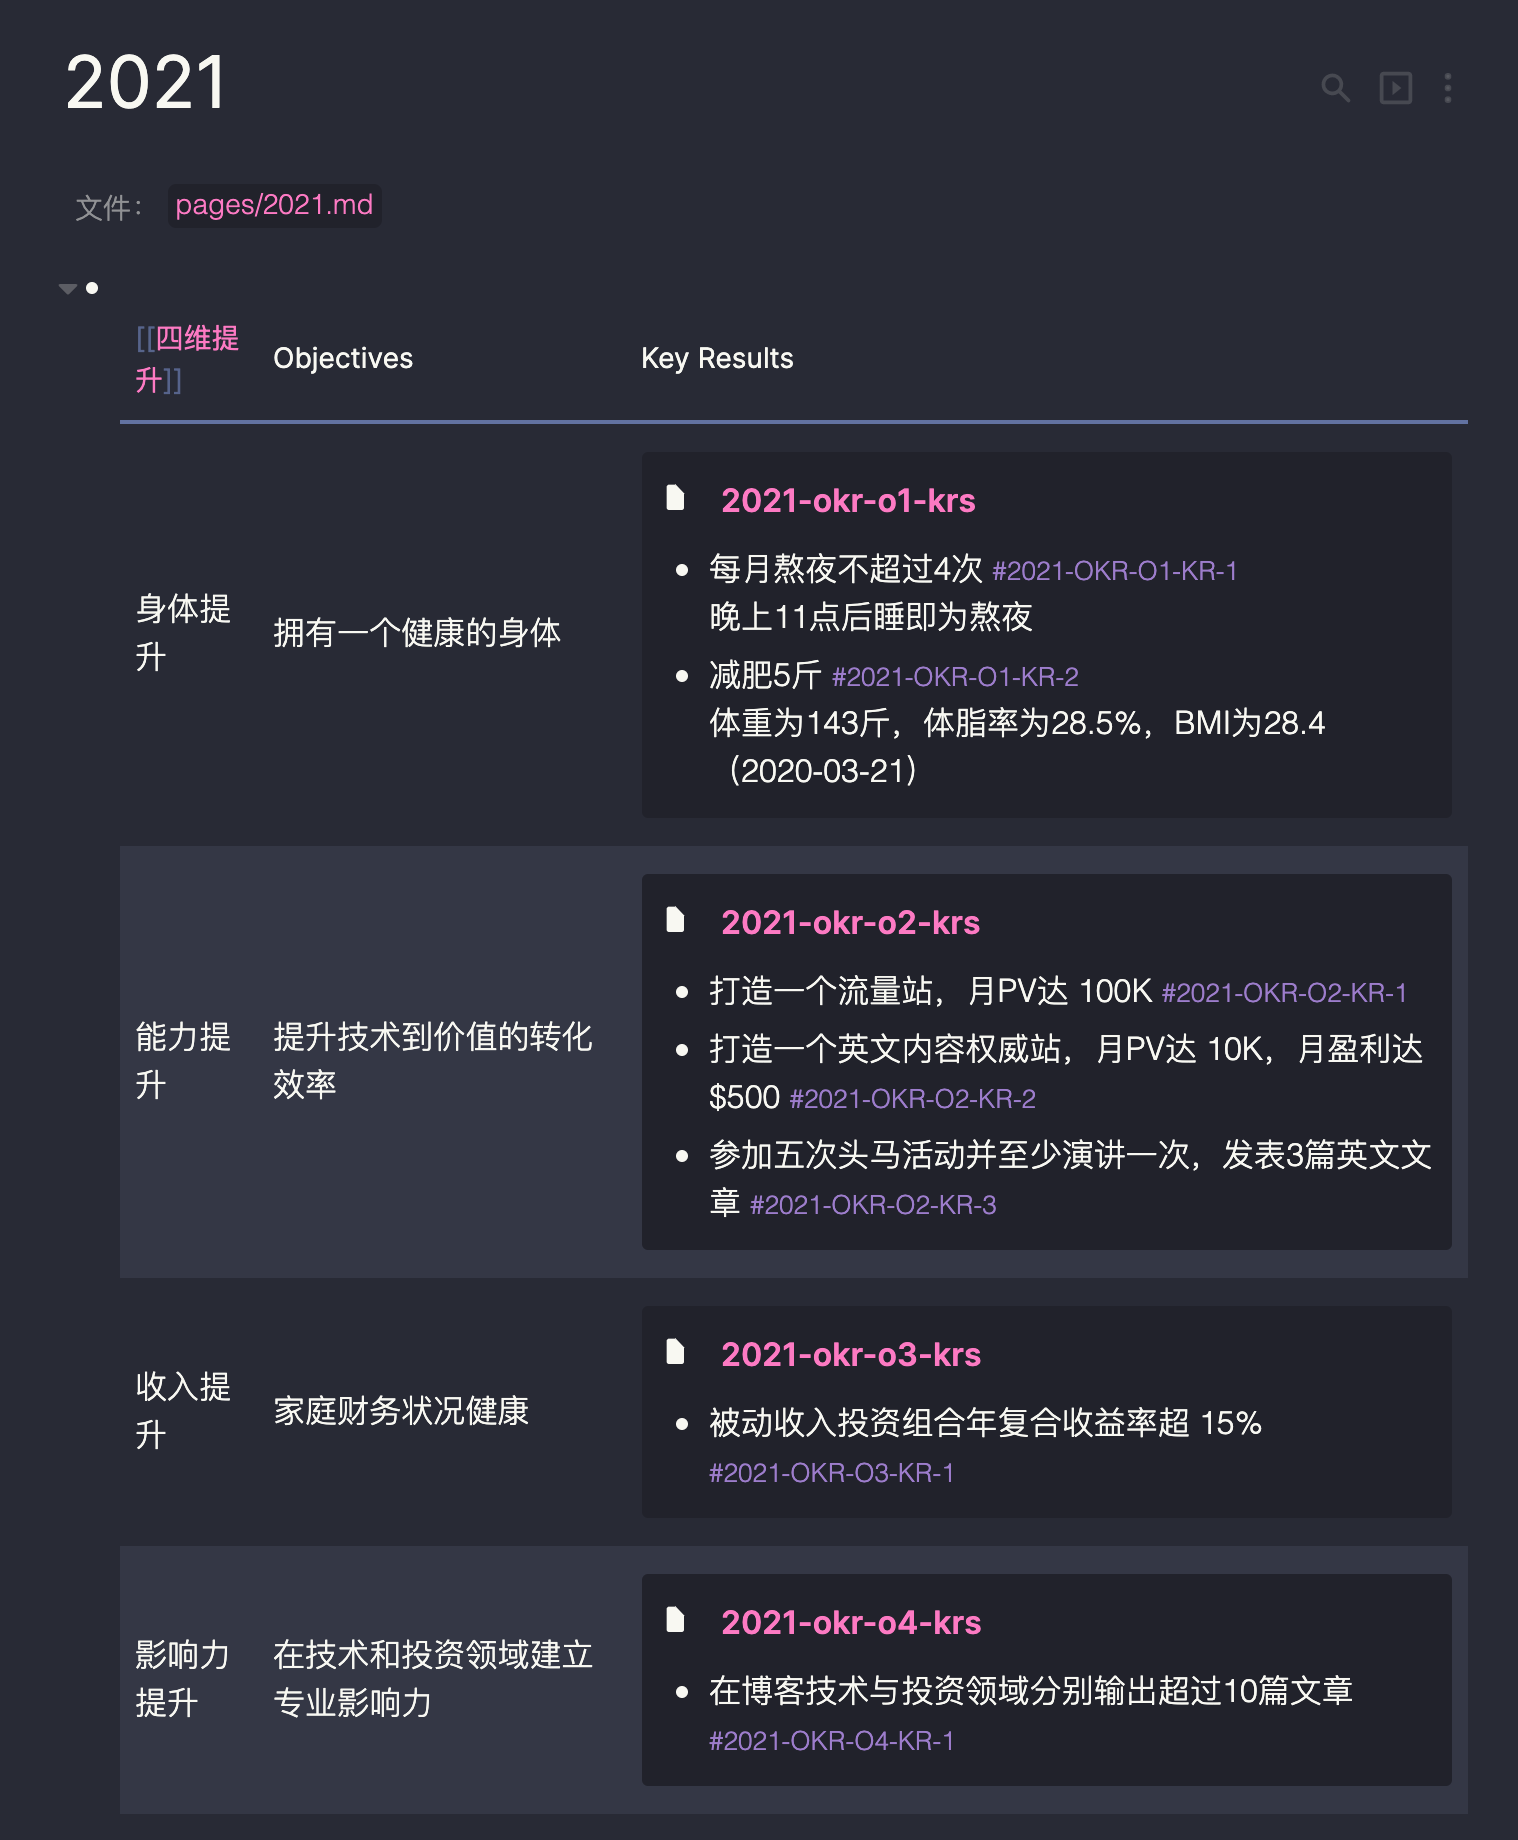 2021
文件： pages/2021.md
[[四维提
升]]
Objectives
Key Results
身体提
升
拥有一个健康的身体
2021-okr-o1-krs
每月熬夜不超过4次 #2021-OKR-O1-KR-1
晚上11点后睡即为熬夜
减肥5斤 #2021-OKR-O1-KR-2
体重为143斤，体脂率为28.5%，BMI为28.4
（2020-03-21）
能力提
升
提升技术到价值的转化
效率
2021-okr-o2-krs
打造一个流量站，月PV达 100K #2021-OKR-O2-KR-1
打造一个英文内容权威站，月PV达 10K，月盈利达
$500 #2021-OKR-O2-KR-2
参加五次头马活动并至少演讲一次，发表3篇英文文
章 #2021-OKR-O2-KR-3
收入提
升
家庭财务状况健康
2021-okr-o3-krs
被动收入投资组合年复合收益率超 15%
#2021-OKR-O3-KR-1
影响力
提升
在技术和投资领域建立
专业影响力
2021-okr-o4-krs
在博客技术与投资领域分别输出超过10篇文章
#2021-OKR-O4-KR-1